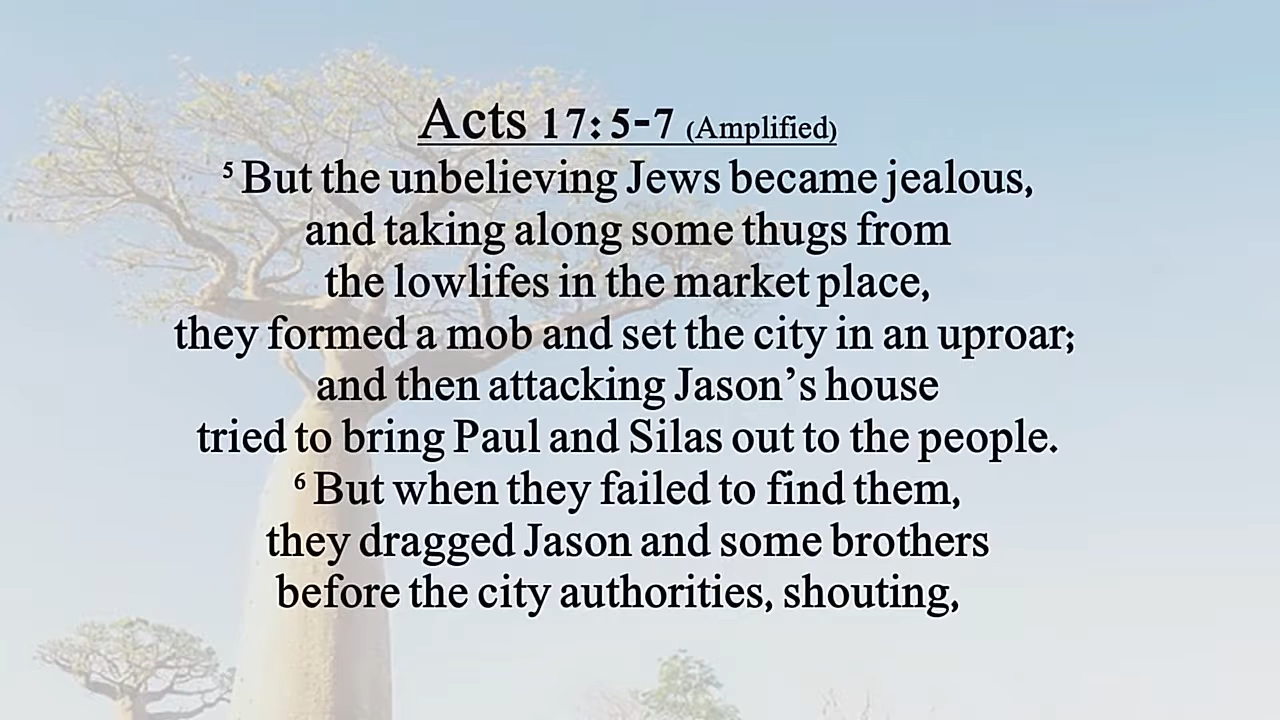 Acts 17: 5-7 (Amplified)
⁵ But the unbelieving Jews became jealous,
and taking along some thugs from
the lowlifes in the market place,
they formed a mob and set the city in an uproar;
and then attacking Jason’s house
tried to bring Paul and Silas out to the people.
⁶ But when they failed to find them,
they dragged Jason and some brothers
before the city authorities, shouting,